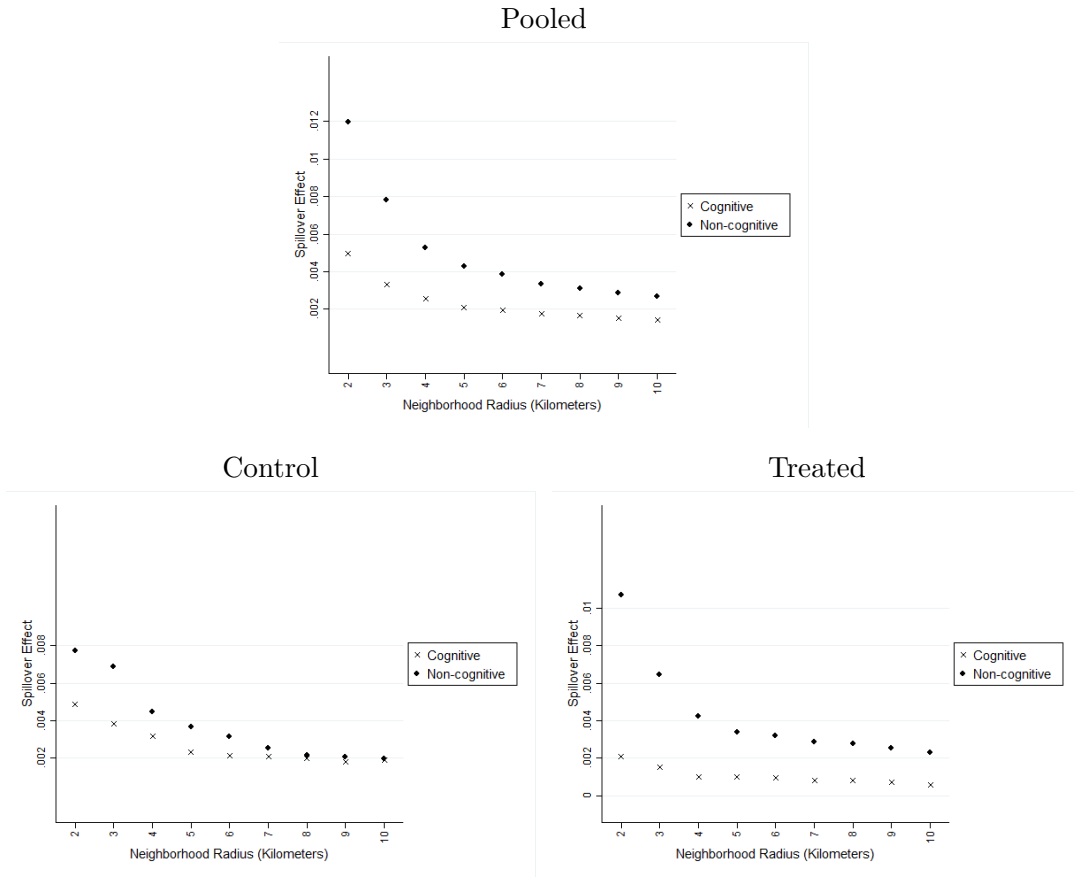 Pooled
Spillover Effect
.002 .004 .006 .008 .01 .012
2 3 4 5 6 7 8 9 10
Neighborhood Radius (Kilometers)
Cognitive
Non-cognitive
Control
Spillover Effect
.002 .004 .006 .008
2 3 4 5 6 7 8 9 10
Neighborhood Radius (Kilometers)
Cognitive
Non-cognitive
Treated
Spillover Effect
0 .002 .004 .006 .008 .01
2 3 4 5 6 7 8 9 10
Neighborhood Radius (Kilometers)
Cognitive
Non-cognitive